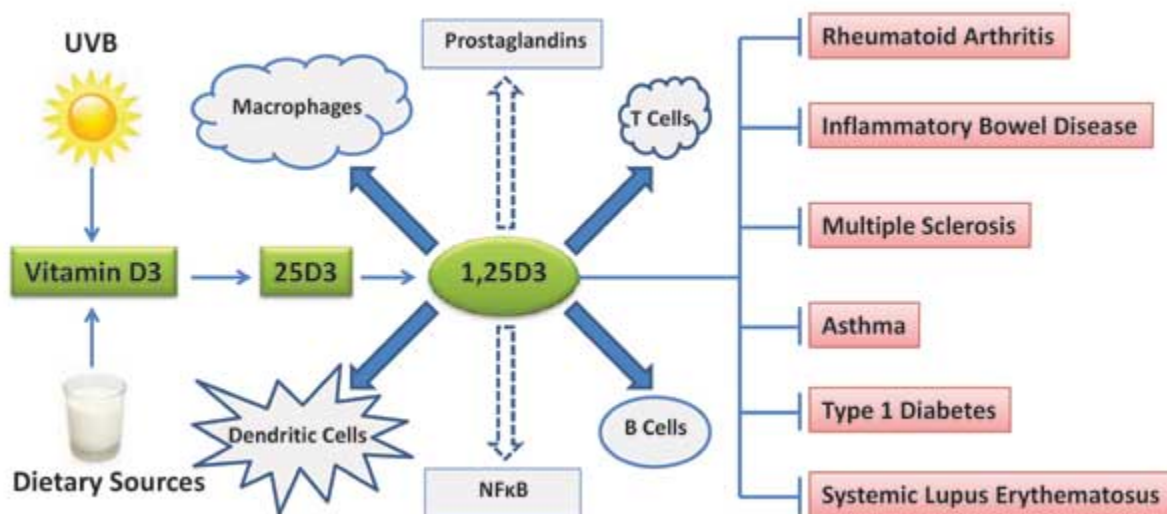 UVB
Prostaglandins
Rheumatoid Arthritis
Macrophages
T Cells
Inflammatory Bowel Disease
Multiple Sclerosis
Vitamin D3
25D3
1,25D3
Asthma
Type 1 Diabetes
Dendritic Cells
B Cells
Dietary Sources
NFκB
Systemic Lupus Erythematosus